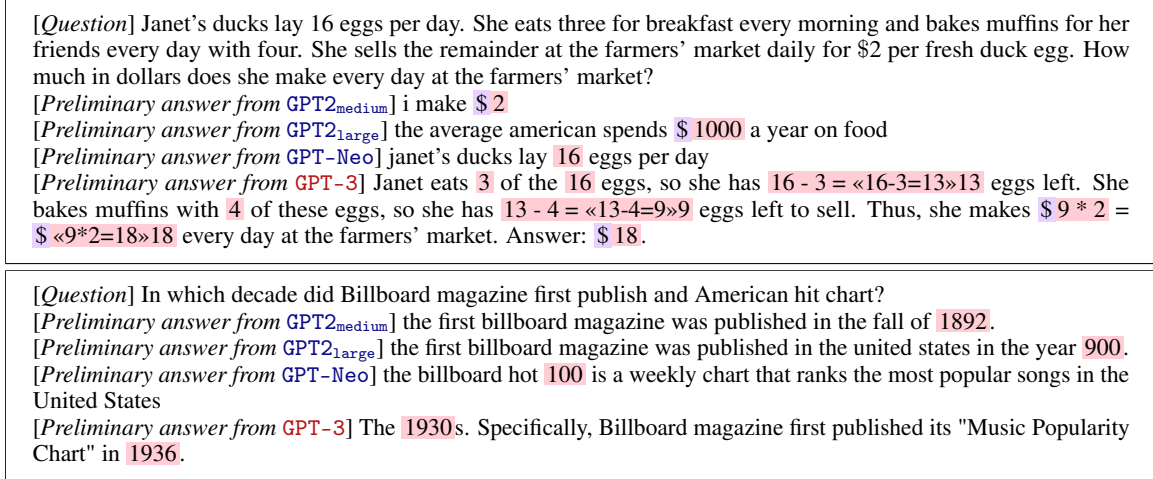 [Question] Janet’s ducks lay 16 eggs per day. She eats three for breakfast every morning and bakes muffins for her
friends every day with four. She sells the remainder at the farmers’ market daily for $2 per fresh duck egg. How
much in dollars does she make every day at the farmers’ market?
[Preliminary answer from GPT2medium] i make $ 2
[Preliminary answer from GPT2large] the average american spends $ 1000 a year on food
[Preliminary answer from GPT-Neo] janet’s ducks lay 16 eggs per day
[Preliminary answer from GPT-3] Janet eats 3 of the 16 eggs, so she has 16 - 3 = «16-3=13»13 eggs left. She
bakes muffins with 4 of these eggs, so she has 13 - 4 = «13-4=9»9 eggs left to sell. Thus, she makes $ 9 * 2 =
$ «9*2=18»18 every day at the farmers’ market. Answer: $ 18.
[Question] In which decade did Billboard magazine first publish and American hit chart?
[Preliminary answer from GPT2medium] the first billboard magazine was published in the fall of 1892.
[Preliminary answer from GPT2large] the first billboard magazine was published in the united states in the year 900.
[Preliminary answer from GPT-Neo] the billboard hot 100 is a weekly chart that ranks the most popular songs in the
United States
[Preliminary answer from GPT-3] The 1930s. Specifically, Billboard magazine first published its "Music Popularity
Chart" in 1936.